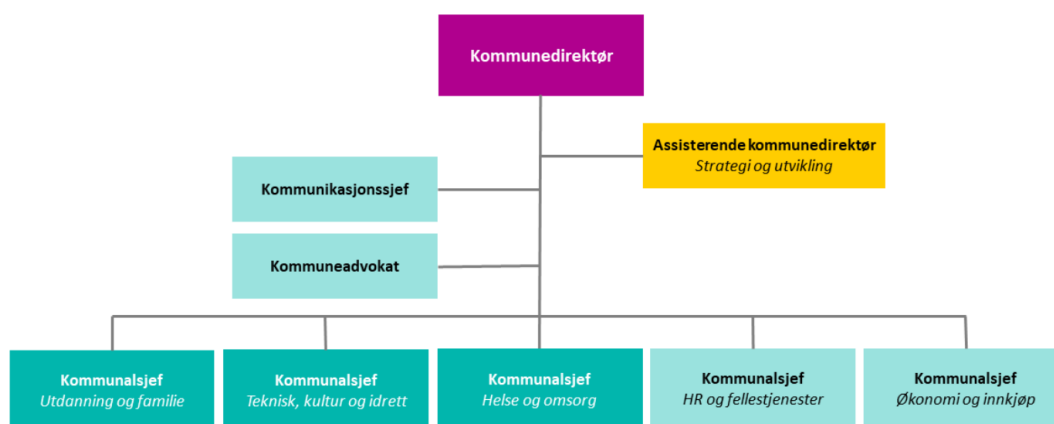 Kommunedirektør
Assisterende kommunedirektør
Strategi og utvikling
Kommunikasjonssjef
Kommuneadvokat
Kommunalsjef
Utdanning og familie
Kommunalsjef
Teknisk, kultur og idrett
Kommunalsjef
Helse og omsorg
Kommunalsjef
HR og fellestjenester
Kommunalsjef
Økonomi og innkjøp